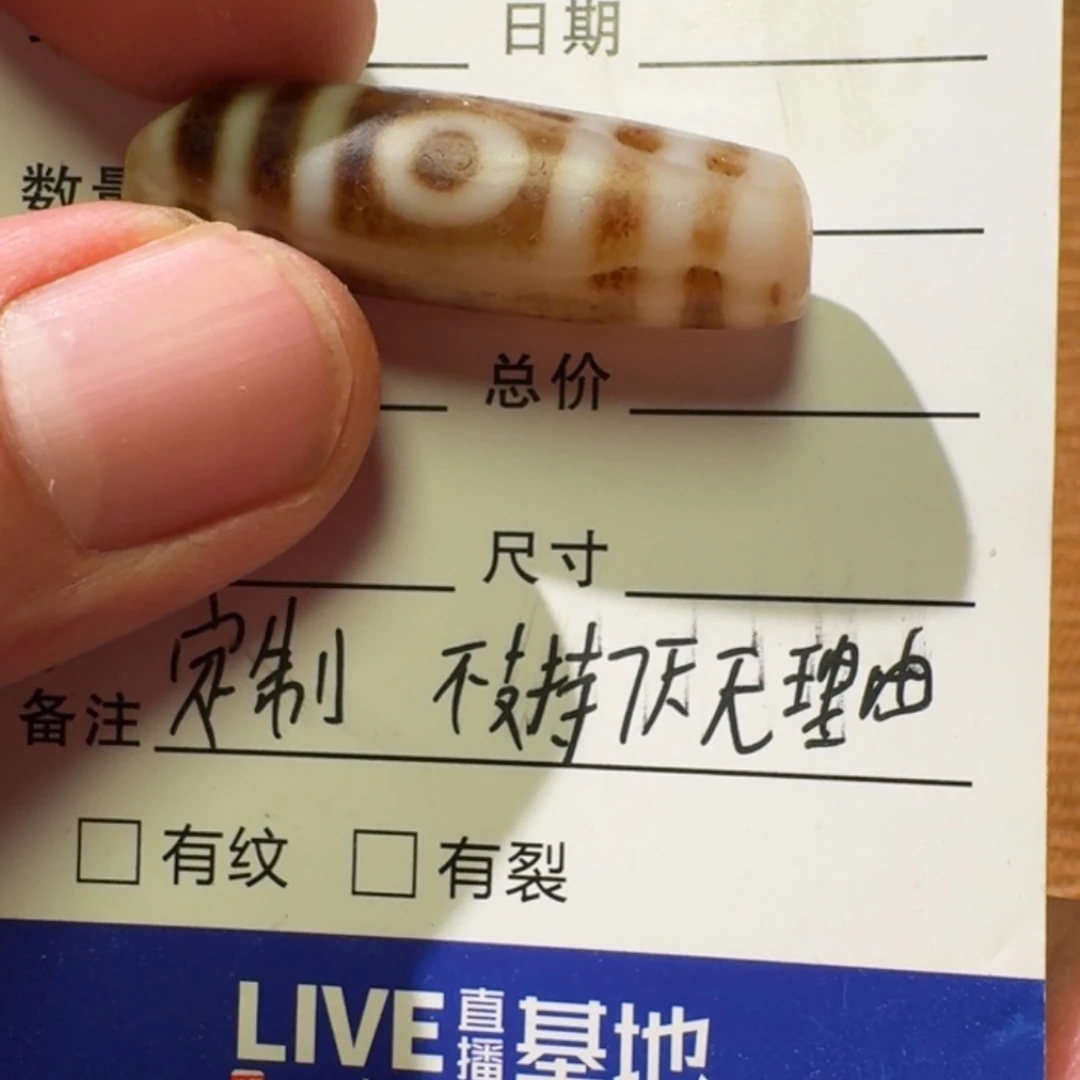 日期
数量
总价
尺寸
备注 定制 不支持7天无理由
□ 有纹 □ 有裂
LIVE 直播 基地